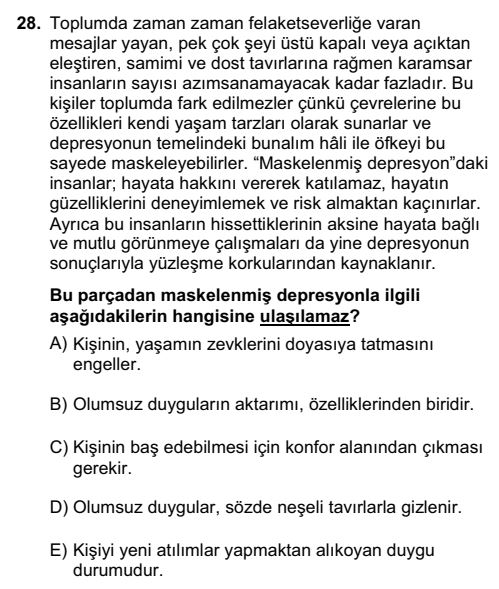 28. Toplumda zaman zaman felaketseverliğe varan
mesajlar yayan, pek çok şeyi üstü kapalı veya açıktan
eleştiren, samimi ve dost tavırlarına rağmen karamsar
insanların sayısı azımsanamayacak kadar fazladır. Bu
kişiler toplumda fark edilmezler çünkü çevrelerine bu
özellikleri kendi yaşam tarzları olarak sunarlar ve
depresyonun temelindeki bunalım hâli ile öfkeyi bu
sayede maskeleyebilirler. “Maskelenmiş depresyon”daki
insanlar; hayata hakkını vererek katılamaz, hayatın
güzelliklerini deneyimlemek ve risk almaktan kaçınırlar.
Ayrıca bu insanların hissettiklerinin aksine hayata bağlı
ve mutlu görünmeye çalışmaları da yine depresyonun
sonuçlarıyla yüzleşme korkularından kaynaklanır.
Bu parçadan maskelenmiş depresyonla ilgili
aşağıdakilerin hangisine ulaşılamaz?
A) Kişinin, yaşamın zevklerini doyasıya tatmasını
engeller.
B) Olumsuz duyguların aktarımı, özelliklerinden biridir.
C) Kişinin baş edebilmesi için konfor alanından çıkması
gerekir.
D) Olumsuz duygular, sözde neşeli tavırlarla gizlenir.
E) Kişiyi yeni atılımlar yapmaktan alıkoyan duygu
durumudur.